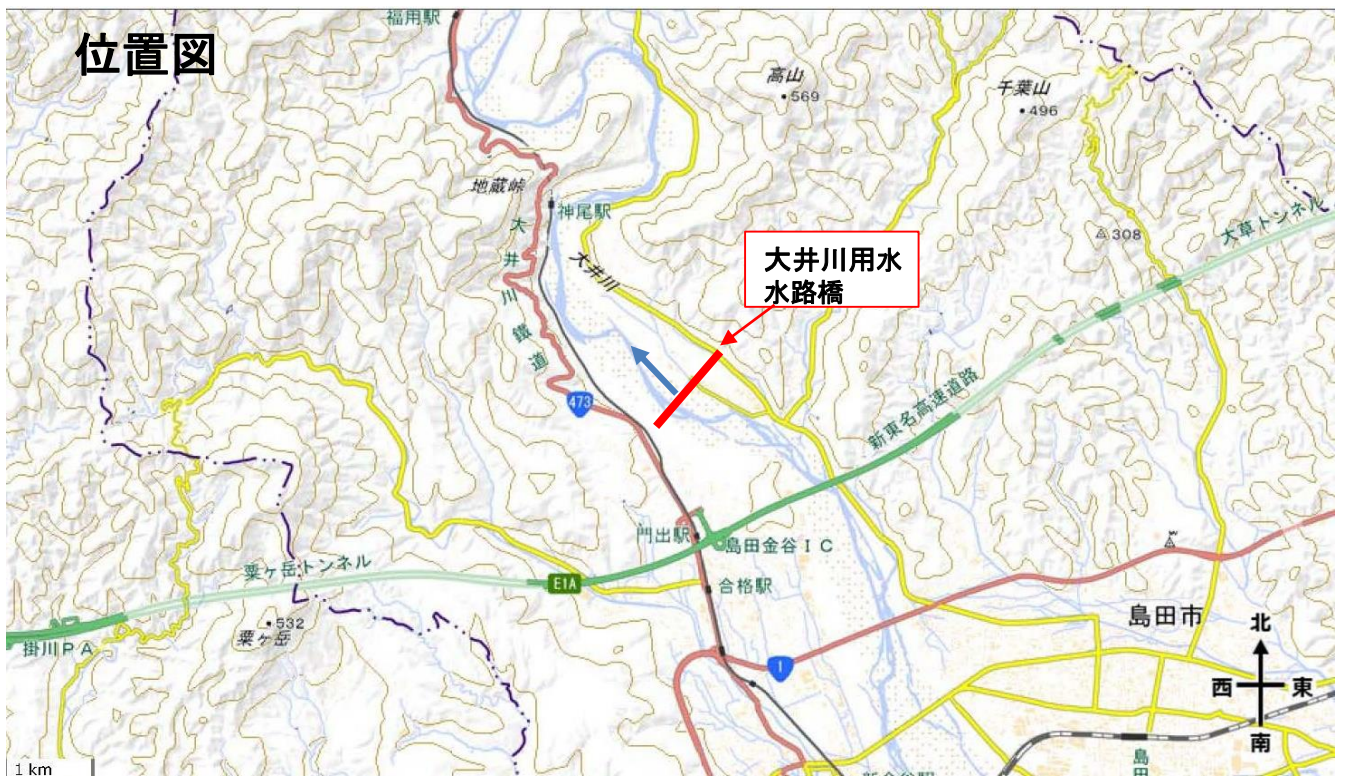 福用駅
位置図
高山
569
千葉山
496
地蔵峠
神尾駅
大井川鐵道
大井川
308
大草トンネル
大井川用水
水路橋
473
新東名高速道路
門出駅
島田金谷IC
粟ヶ岳トンネル
E1A
合格駅
532
粟ヶ岳
掛川PA
島田市
1
北
西
東
南
島田
1 km